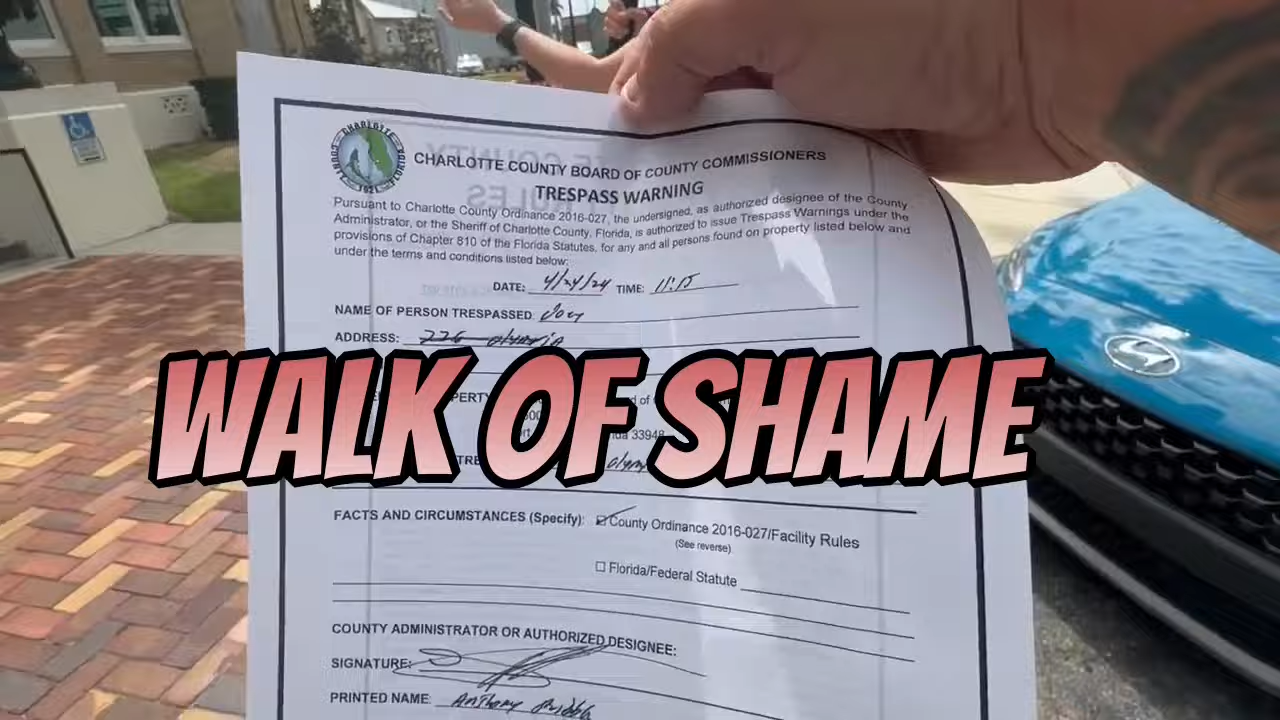 CHARLOTTE COUNTY BOARD OF COUNTY COMMISSIONERS
TRESPASS WARNING
Pursuant to Charlotte County Ordinance 2016-027, the undersigned, as authorized designee of the County
Administrator, or the Sheriff of Charlotte County, Florida, is authorized to issue Trespass Warnings under the
provisions of Chapter 810 of the Florida Statutes, for any and all persons found on property listed below and
under the terms and conditions listed below:
DATE: 4/24/24 TIME: 11:15
NAME OF PERSON TRESPASSED
ADDRESS: 226 olympia
WALK OF SHAME
33948
FACTS AND CIRCUMSTANCES (Specify): County Ordinance 2016-027/Facility Rules
(See reverse)
Florida/Federal Statute
COUNTY ADMINISTRATOR OR AUTHORIZED DESIGNEE:
SIGNATURE:
PRINTED NAME: Anthony